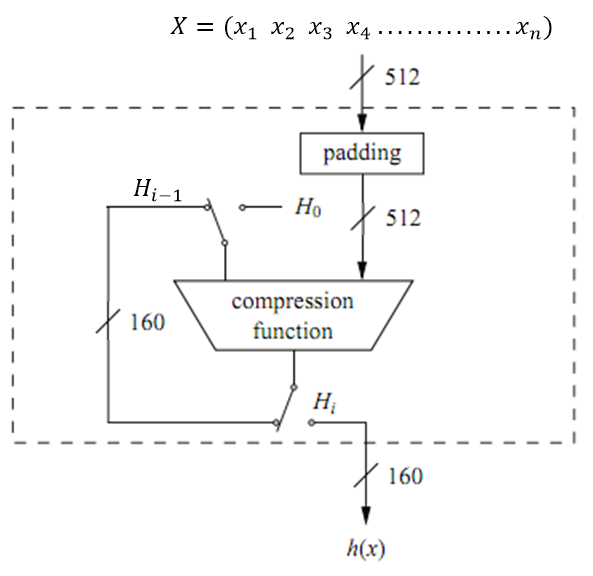 X = (x₁ x₂ x₃ x₄ ..............xₙ)
512
padding
Hᵢ₋₁
H₀
512
compression
function
160
Hᵢ
160
h(x)